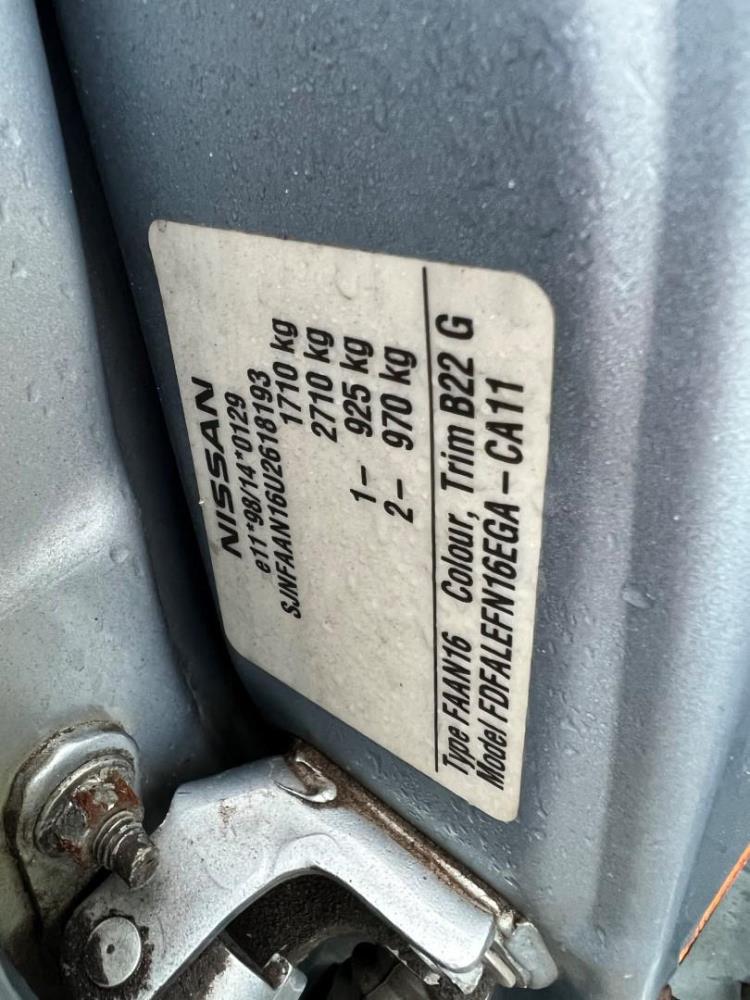 NISSAN
e11*98/14*0129
SJNFAAN16U2618193
1710 kg
2710 kg
1– 925 kg
2– 970 kg
Type FAAN16 Colour, Trim B22 G
Model FDFALEFN16EGA – CA11